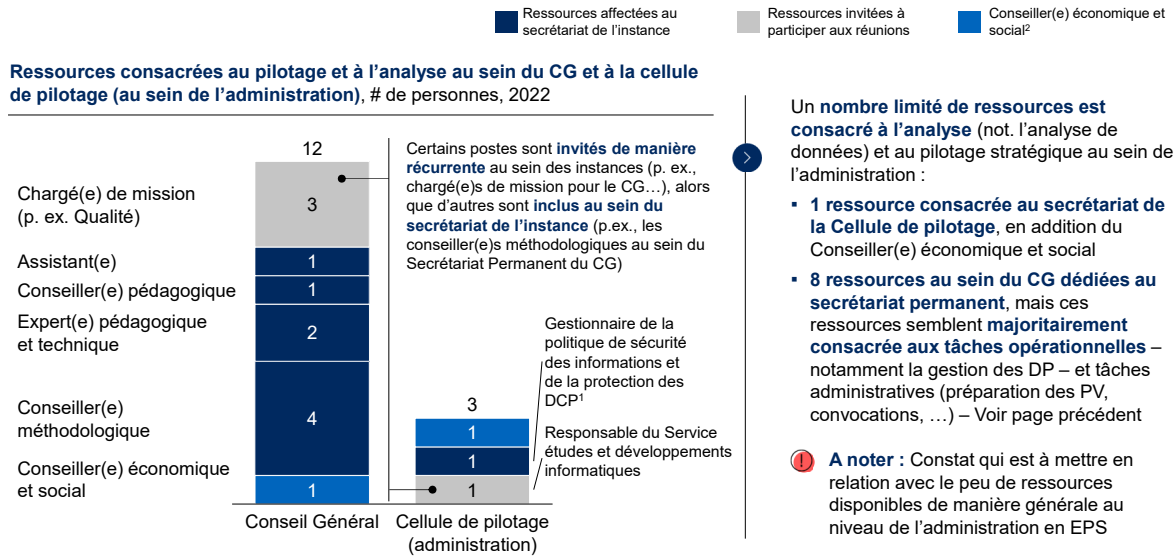 Ressources affectées au
secrétariat de l'instance
Ressources invitées à
participer aux réunions
Conseiller(e) économique et
social²
Ressources consacrées au pilotage et à l'analyse au sein du CG et à la cellule
de pilotage (au sein de l'administration), # de personnes, 2022
12
Chargé(e) de mission
(p. ex. Qualité)
3
Assistant(e)
1
Conseiller(e) pédagogique
1
Expert(e) pédagogique
et technique
2
Conseiller(e)
méthodologique
4
Conseiller(e) économique
et social
1
Conseil Général
Certains postes sont invités de manière
récurrente au sein des instances (p. ex.,
chargé(e)s de mission pour le CG…), alors
que d'autres sont inclus au sein du
secrétariat de l'instance (p.ex., les
conseiller(e)s méthodologiques au sein du
Secrétariat Permanent du CG)
Gestionnaire de la
politique de sécurité
des informations et
de la protection des
DCP¹
Responsable du Service
études et développements
informatiques
3
1
1
1
Cellule de pilotage
(administration)
Un nombre limité de ressources est
consacré à l'analyse (not. l'analyse de
données) et au pilotage stratégique au sein de
l'administration :
▪ 1 ressource consacrée au secrétariat de
la Cellule de pilotage, en addition du
Conseiller(e) économique et social
▪ 8 ressources au sein du CG dédiées au
secrétariat permanent, mais ces
ressources semblent majoritairement
consacrée aux tâches opérationnelles –
notamment la gestion des DP – et tâches
administratives (préparation des PV,
convocations, …) – Voir page précédent
! A noter : Constat qui est à mettre en
relation avec le peu de ressources
disponibles de manière générale au
niveau de l'administration en EPS